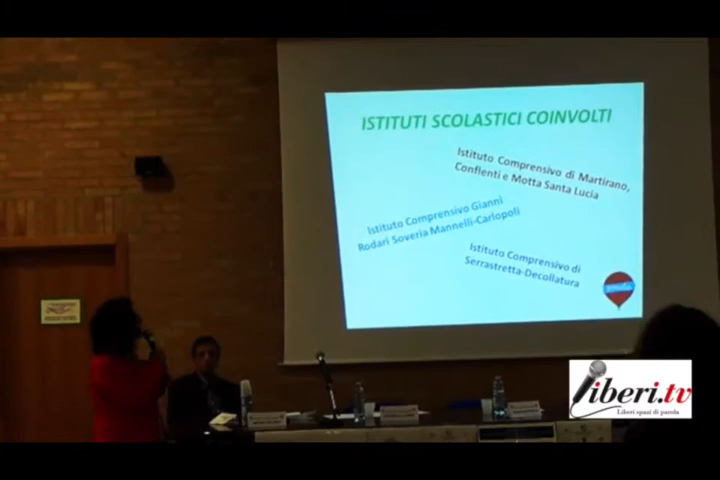 ISTITUTI SCOLASTICI COINVOLTI
Istituto Comprensivo di Martirano,
Conflenti e Motta Santa Lucia
Istituto Comprensivo Gianni
Rodari Soveria Mannelli-Carlopoli
Istituto Comprensivo di
Serrastretta-Decollatura
liberi.tv
Liberi spazi di parola